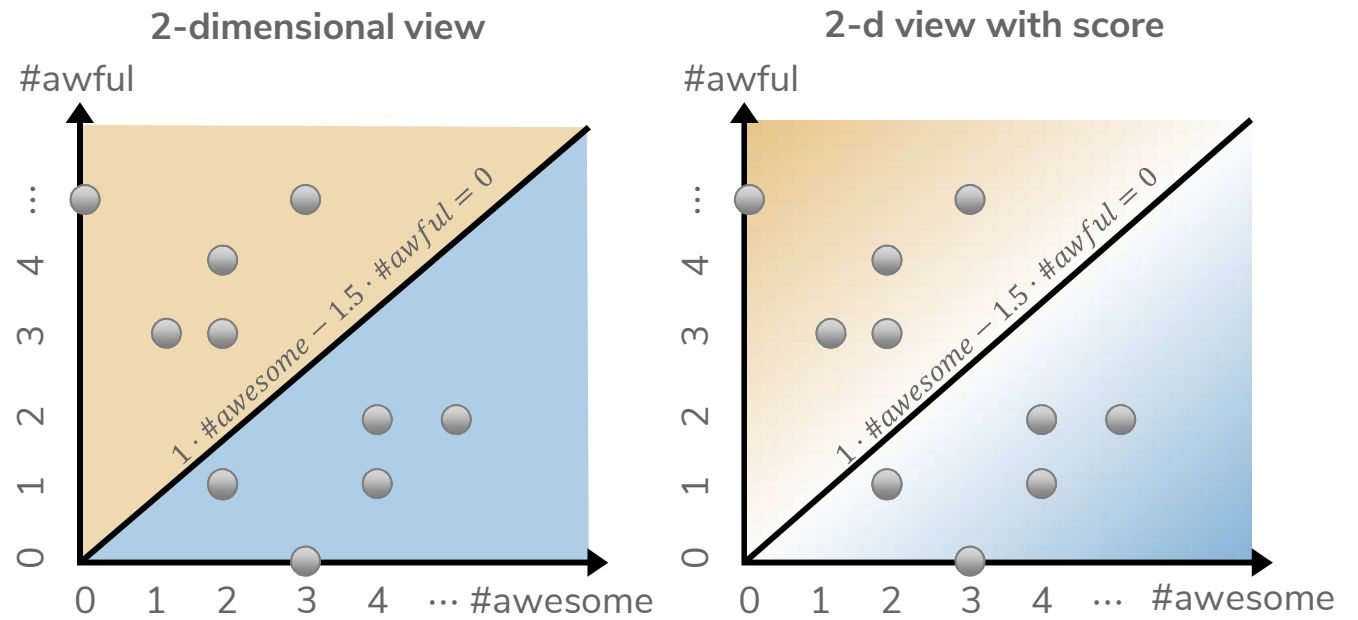 2-dimensional view
#awful
...
4
3
2
1
0
1 · #awesome − 1.5 · #awful = 0
0 1 2 3 4 ... #awesome
2-d view with score
#awful
...
4
3
2
1
0
1 · #awesome − 1.5 · #awful = 0
0 1 2 3 4 ... #awesome